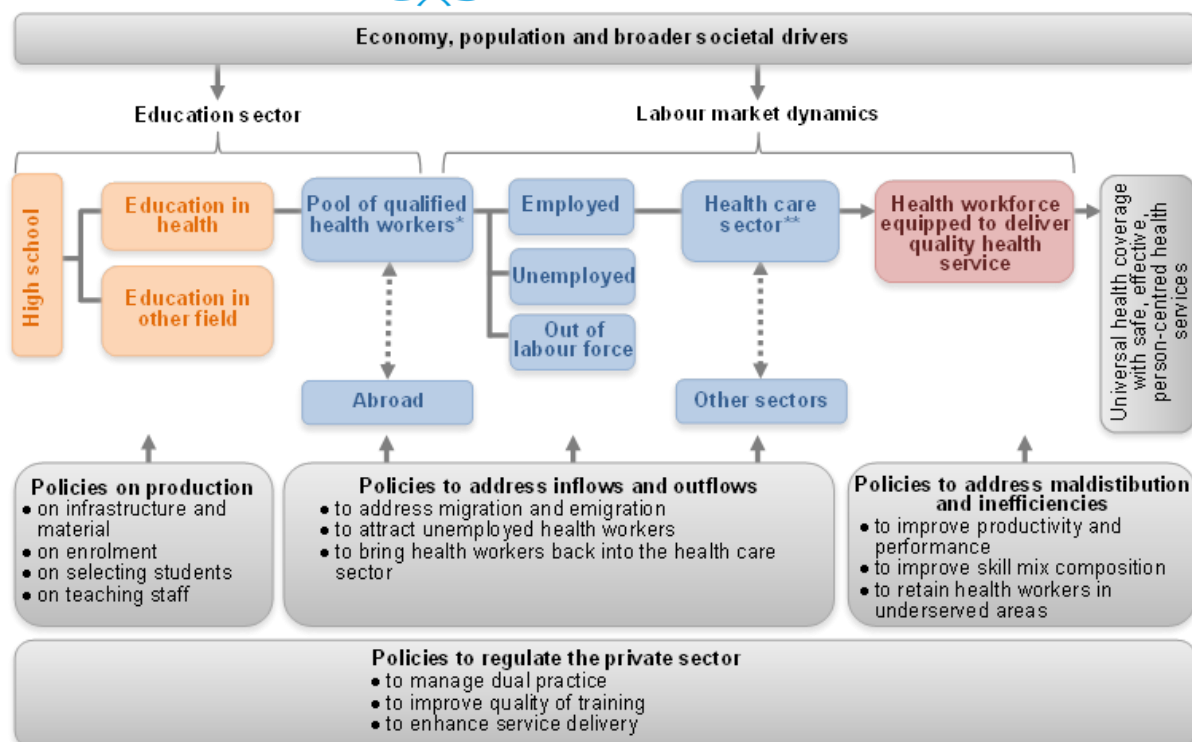 Economy, population and broader societal drivers
Education sector
Labour market dynamics
High school
Education in
health
Education in
other field
Pool of qualified
health workers*
Abroad
Employed
Unemployed
Out of
labour force
Health care
sector**
Other sectors
Health workforce
equipped to deliver
quality health
service
Universal health coverage
with safe, effective,
person-centred health
services
Policies on production
● on infrastructure and
material
● on enrolment
● on selecting students
● on teaching staff
Policies to address inflows and outflows
● to address migration and emigration
● to attract unemployed health workers
● to bring health workers back into the health care
sector
Policies to address maldistibution
and inefficiencies
● to improve productivity and
performance
● to improve skill mix composition
● to retain health workers in
underserved areas
Policies to regulate the private sector
● to manage dual practice
● to improve quality of training
● to enhance service delivery